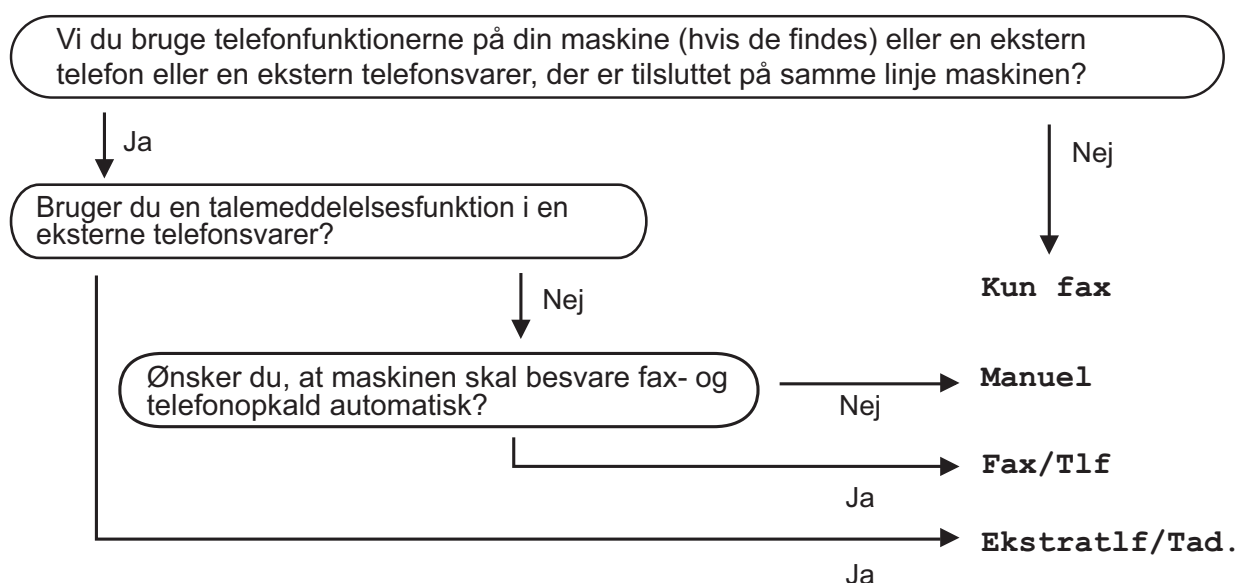 Vi du bruge telefonfunktionerne på din maskine (hvis de findes) eller en ekstern
telefon eller en ekstern telefonsvarer, der er tilsluttet på samme linje maskinen?
Ja
Nej
Bruger du en talemeddelelsesfunktion i en
eksterne telefonsvarer?
Kun fax
Nej
Ønsker du, at maskinen skal besvare fax- og
telefonopkald automatisk?
Manuel
Nej
Fax/Tlf
Ja
Ekstratlf/Tad.
Ja